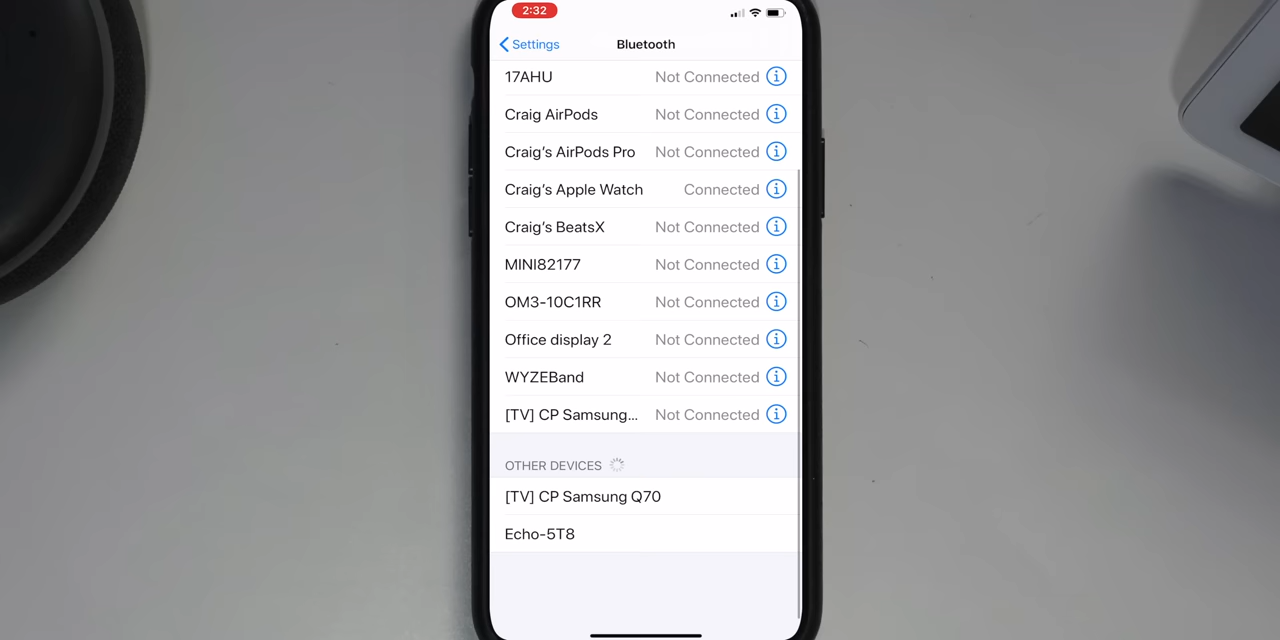 2:32
Settings
Bluetooth
17AHU Not Connected
Craig AirPods Not Connected
Craig's AirPods Pro Not Connected
Craig's Apple Watch Connected
Craig's BeatsX Not Connected
MINI82177 Not Connected
OM3-10C1RR Not Connected
Office display 2 Not Connected
WYZEBand Not Connected
[TV] CP Samsung... Not Connected
OTHER DEVICES
[TV] CP Samsung Q70
Echo-5T8